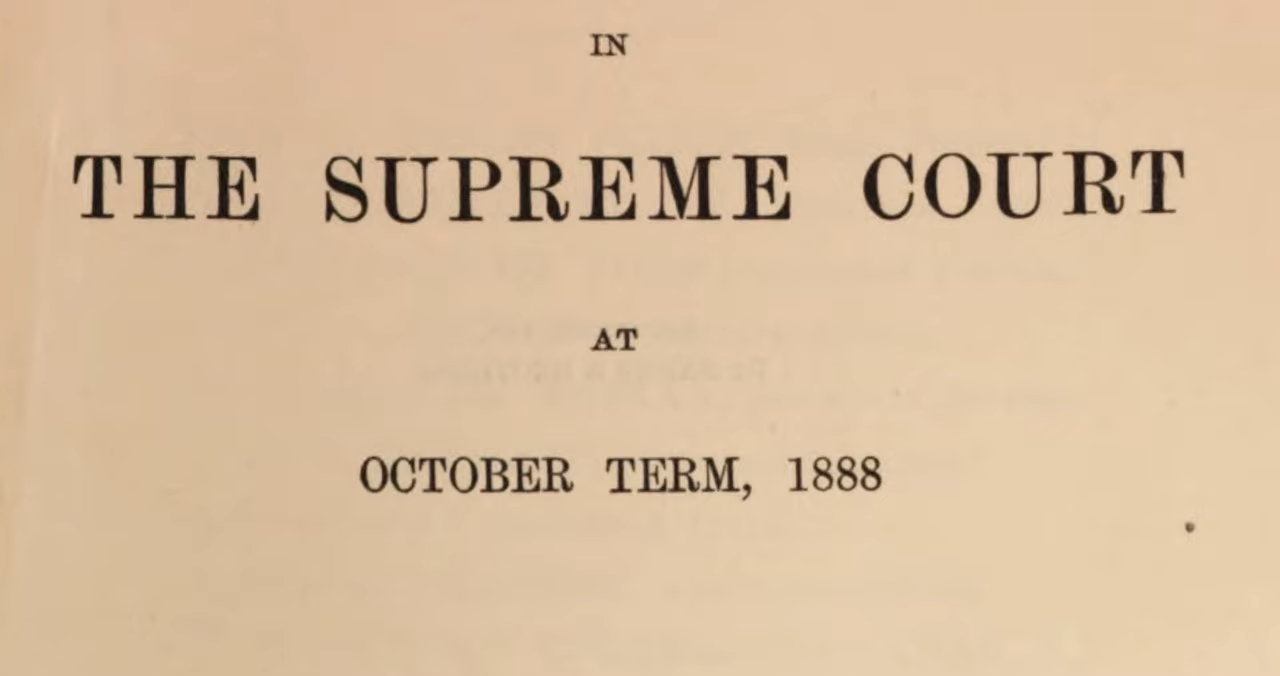 IN
THE SUPREME COURT
AT
OCTOBER TERM, 1888